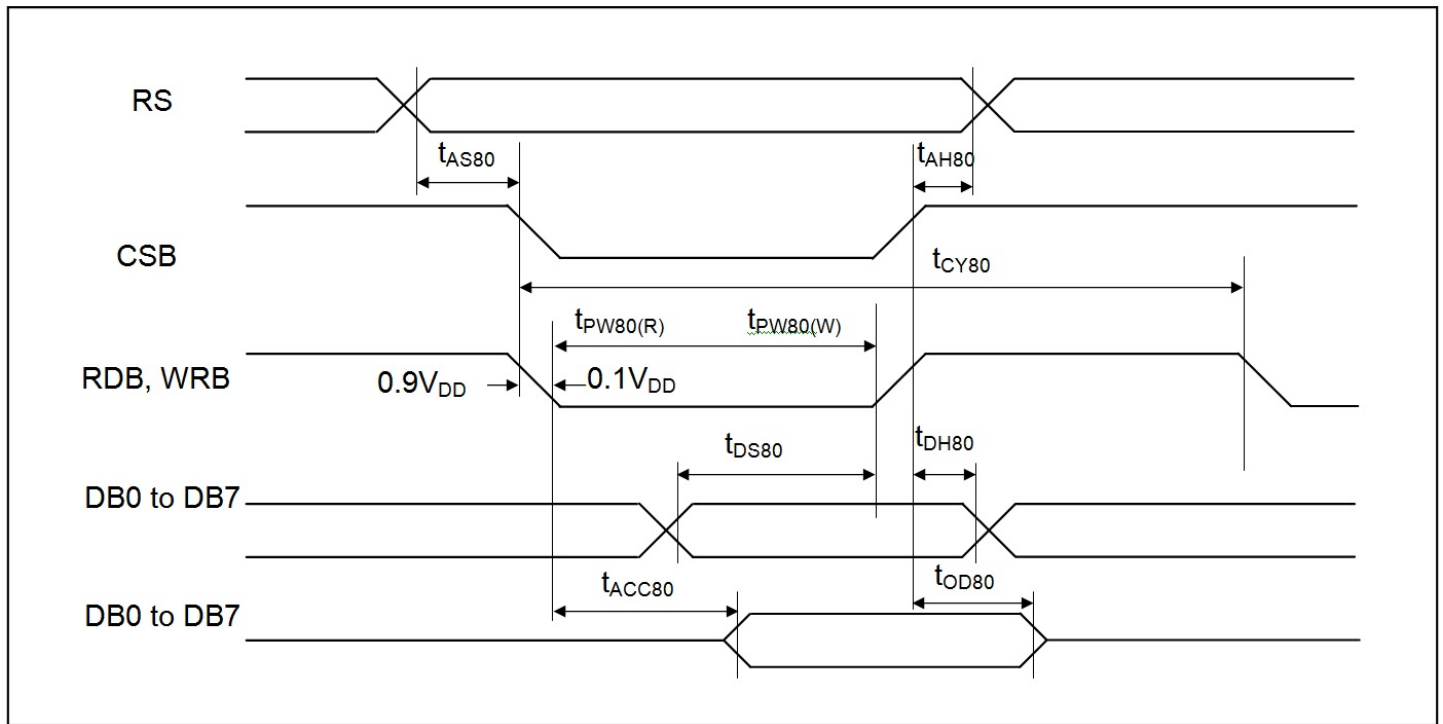 RS
tAS80
tAH80
CSB
tCY80
tPW80(R)
tPW80(W)
RDB, WRB
0.9VDD
0.1VDD
tDS80
tDH80
DB0 to DB7
tACC80
tOD80
DB0 to DB7